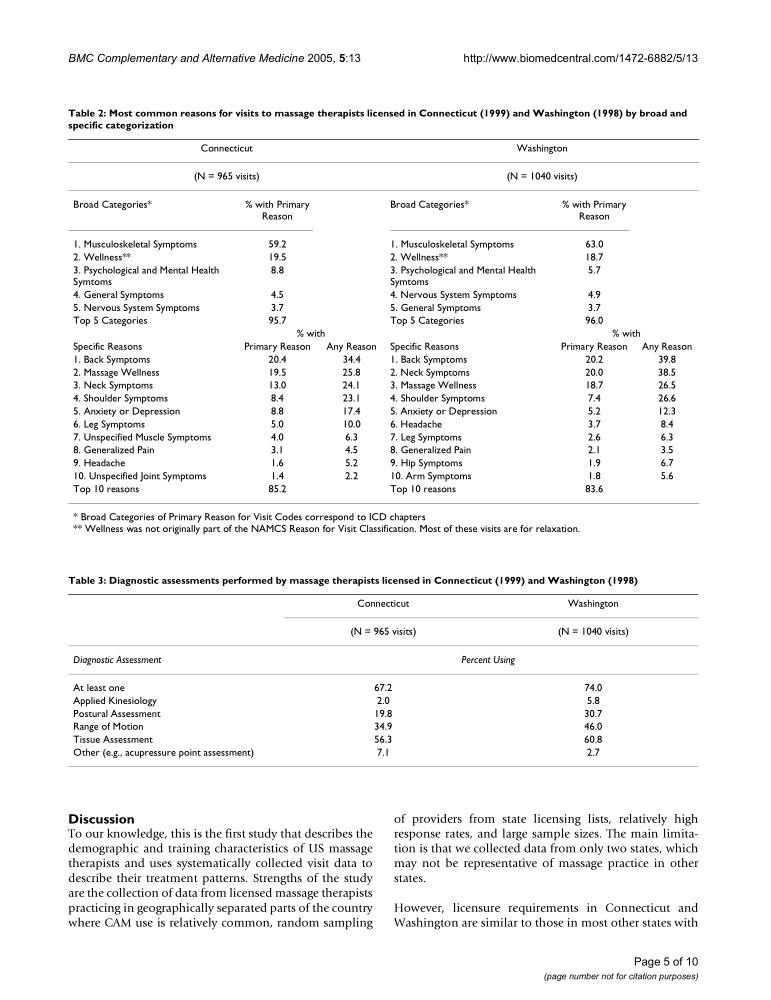 BMC Complementary and Alternative Medicine 2005, 5:13 http://www.biomedcentral.com/1472-6882/5/13
Table 2: Most common reasons for visits to massage therapists licensed in Connecticut (1999) and Washington (1998) by broad and
specific categorization
Connecticut Washington
(N = 965 visits) (N = 1040 visits)
Broad Categories* % with Primary Broad Categories* % with Primary
Reason Reason
1. Musculoskeletal Symptoms 59.2 1. Musculoskeletal Symptoms 63.0
2. Wellness** 19.5 2. Wellness** 18.7
3. Psychological and Mental Health 8.8 3. Psychological and Mental Health 5.7
Symtoms Symtoms
4. General Symptoms 4.5 4. Nervous System Symptoms 4.9
5. Nervous System Symptoms 3.7 5. General Symptoms 3.7
Top 5 Categories 95.7 Top 5 Categories 96.0
% with % with
Specific Reasons Primary Reason Any Reason Specific Reasons Primary Reason Any Reason
1. Back Symptoms 20.4 34.4 1. Back Symptoms 20.2 39.8
2. Massage Wellness 19.5 25.8 2. Neck Symptoms 20.0 38.5
3. Neck Symptoms 13.0 24.1 3. Massage Wellness 18.7 26.5
4. Shoulder Symptoms 8.4 23.1 4. Shoulder Symptoms 7.4 26.6
5. Anxiety or Depression 8.8 17.4 5. Anxiety or Depression 5.2 12.3
6. Leg Symptoms 5.0 10.0 6. Headache 3.7 8.4
7. Unspecified Muscle Symptoms 4.0 6.3 7. Leg Symptoms 2.6 6.3
8. Generalized Pain 3.1 4.5 8. Generalized Pain 2.1 3.5
9. Headache 1.6 5.2 9. Hip Symptoms 1.9 6.7
10. Unspecified Joint Symptoms 1.4 2.2 10. Arm Symptoms 1.8 5.6
Top 10 reasons 85.2 Top 10 reasons 83.6
* Broad Categories of Primary Reason for Visit Codes correspond to ICD chapters
** Wellness was not originally part of the NAMCS Reason for Visit Classification. Most of these visits are for relaxation.
Table 3: Diagnostic assessments performed by massage therapists licensed in Connecticut (1999) and Washington (1998)
Connecticut Washington
(N = 965 visits) (N = 1040 visits)
Diagnostic Assessment Percent Using
At least one 67.2 74.0
Applied Kinesiology 2.0 5.8
Postural Assessment 19.8 30.7
Range of Motion 34.9 46.0
Tissue Assessment 56.3 60.8
Other (e.g., acupressure point assessment) 7.1 2.7
Discussion
To our knowledge, this is the first study that describes the
demographic and training characteristics of US massage
therapists and uses systematically collected visit data to
describe their treatment patterns. Strengths of the study
are the collection of data from licensed massage therapists
practicing in geographically separated parts of the country
where CAM use is relatively common, random sampling
of providers from state licensing lists, relatively high
response rates, and large sample sizes. The main limita-
tion is that we collected data from only two states, which
may not be representative of massage practice in other
states.
However, licensure requirements in Connecticut and
Washington are similar to those in most other states with
Page 5 of 10
(page number not for citation purposes)